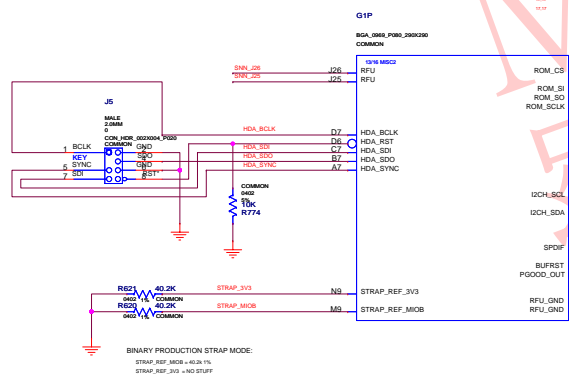 G1P
BGA_0969_P080_290X290
COMMON
13/16 MISC2
SNN_J26 J26 RFU ROM_CS
SNN_J25 J25 RFU
ROM_SI
ROM_SO
ROM_SCLK
J5
MALE
2.0MM
0
CON_HDR_002X004_P020
COMMON
HDA_BCLK D7 HDA_BCLK
D6 HDA_RST
HDA_SDI C7 HDA_SDI
HDA_SDO B7 HDA_SDO
HDA_SYNC A7 HDA_SYNC
1 BCLK GND
KEY SDO
5 SYNC GND
7 SDI RST
COMMON
0402
5%
10K
R774
I2CH_SCL
I2CH_SDA
SPDIF
BUFRST
PGOOD_OUT
R621 40.2K STRAP_3V3 N9 STRAP_REF_3V3
0402 1% COMMON
RFU_GND
R620 40.2K STRAP_MIOB M9 STRAP_REF_MIOB RFU_GND
0402 1% COMMON
BINARY PRODUCTION STRAP MODE:
STRAP_REF_MIOB = 40.2k 1%
STRAP_REF_3V3 = NO STUFF